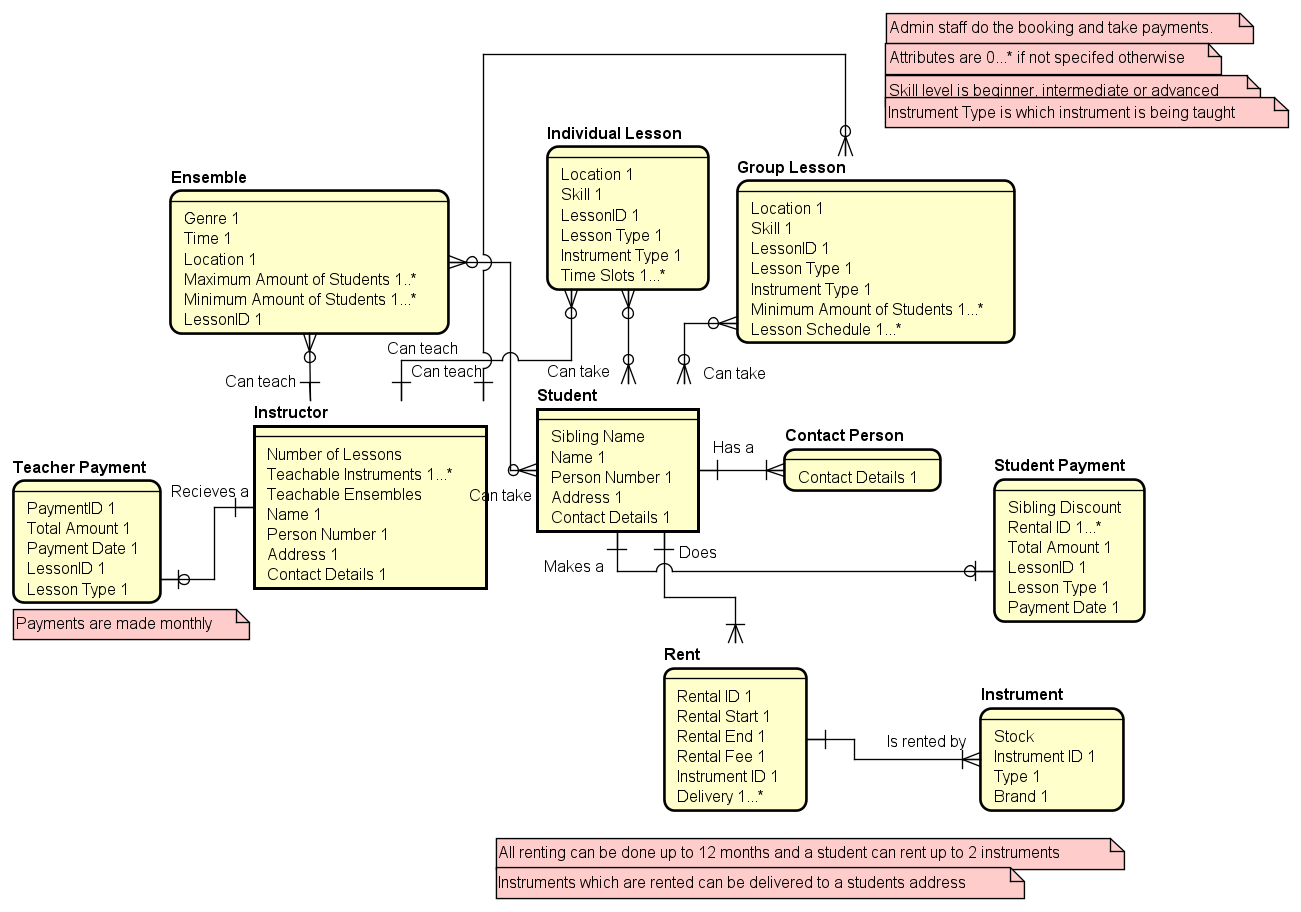 Admin staff do the booking and take payments.
Attributes are 0...* if not specifed otherwise
Skill level is beginner, intermediate or advanced
Instrument Type is which instrument is being taught
Individual Lesson
Location 1
Skill 1
LessonID 1
Lesson Type 1
Instrument Type 1
Time Slots 1...*
Group Lesson
Location 1
Skill 1
LessonID 1
Lesson Type 1
Instrument Type 1
Minimum Amount of Students 1...*
Lesson Schedule 1...*
Ensemble
Genre 1
Time 1
Location 1
Maximum Amount of Students 1..*
Minimum Amount of Students 1...*
LessonID 1
Can teach
Can teach
Can teach
Can take
Can take
Can take
Instructor
Number of Lessons
Teachable Instruments 1...*
Teachable Ensembles
Name 1
Person Number 1
Address 1
Contact Details 1
Student
Sibling Name
Name 1
Person Number 1
Address 1
Contact Details 1
Has a
Contact Person
Contact Details 1
Teacher Payment
PaymentID 1
Total Amount 1
Payment Date 1
LessonID 1
Lesson Type 1
Recieves a
Payments are made monthly
Student Payment
Sibling Discount
Rental ID 1...*
Total Amount 1
LessonID 1
Lesson Type 1
Payment Date 1
Makes a
Does
Rent
Rental ID 1
Rental Start 1
Rental End 1
Rental Fee 1
Instrument ID 1
Delivery 1...*
Is rented by
Instrument
Stock
Instrument ID 1
Type 1
Brand 1
All renting can be done up to 12 months and a student can rent up to 2 instruments
Instruments which are rented can be delivered to a students address